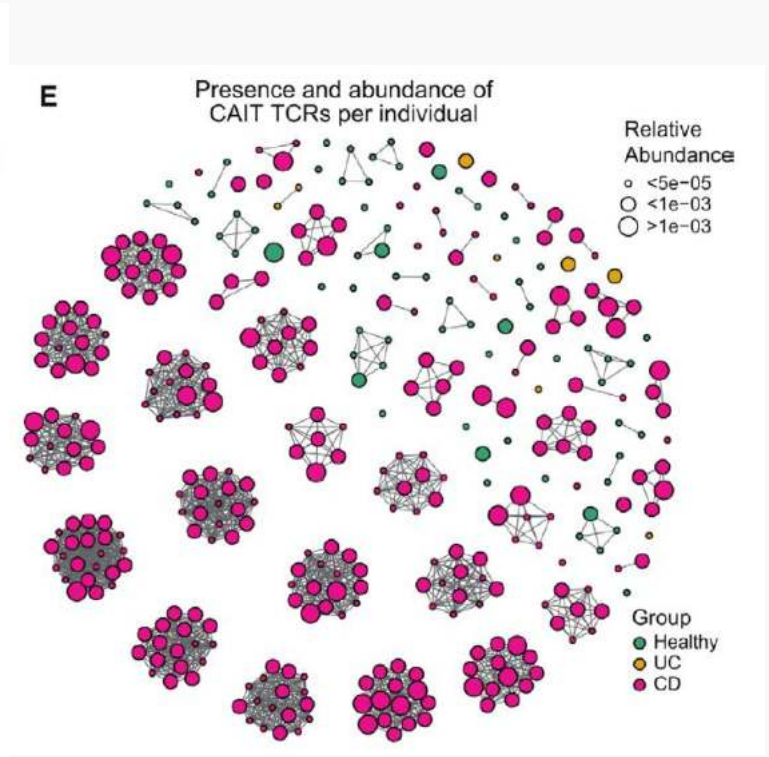 E
Presence and abundance of
CAIT TCRs per individual
Relative
Abundance
<5e-05
<1e-03
>1e-03
Group
Healthy
UC
CD